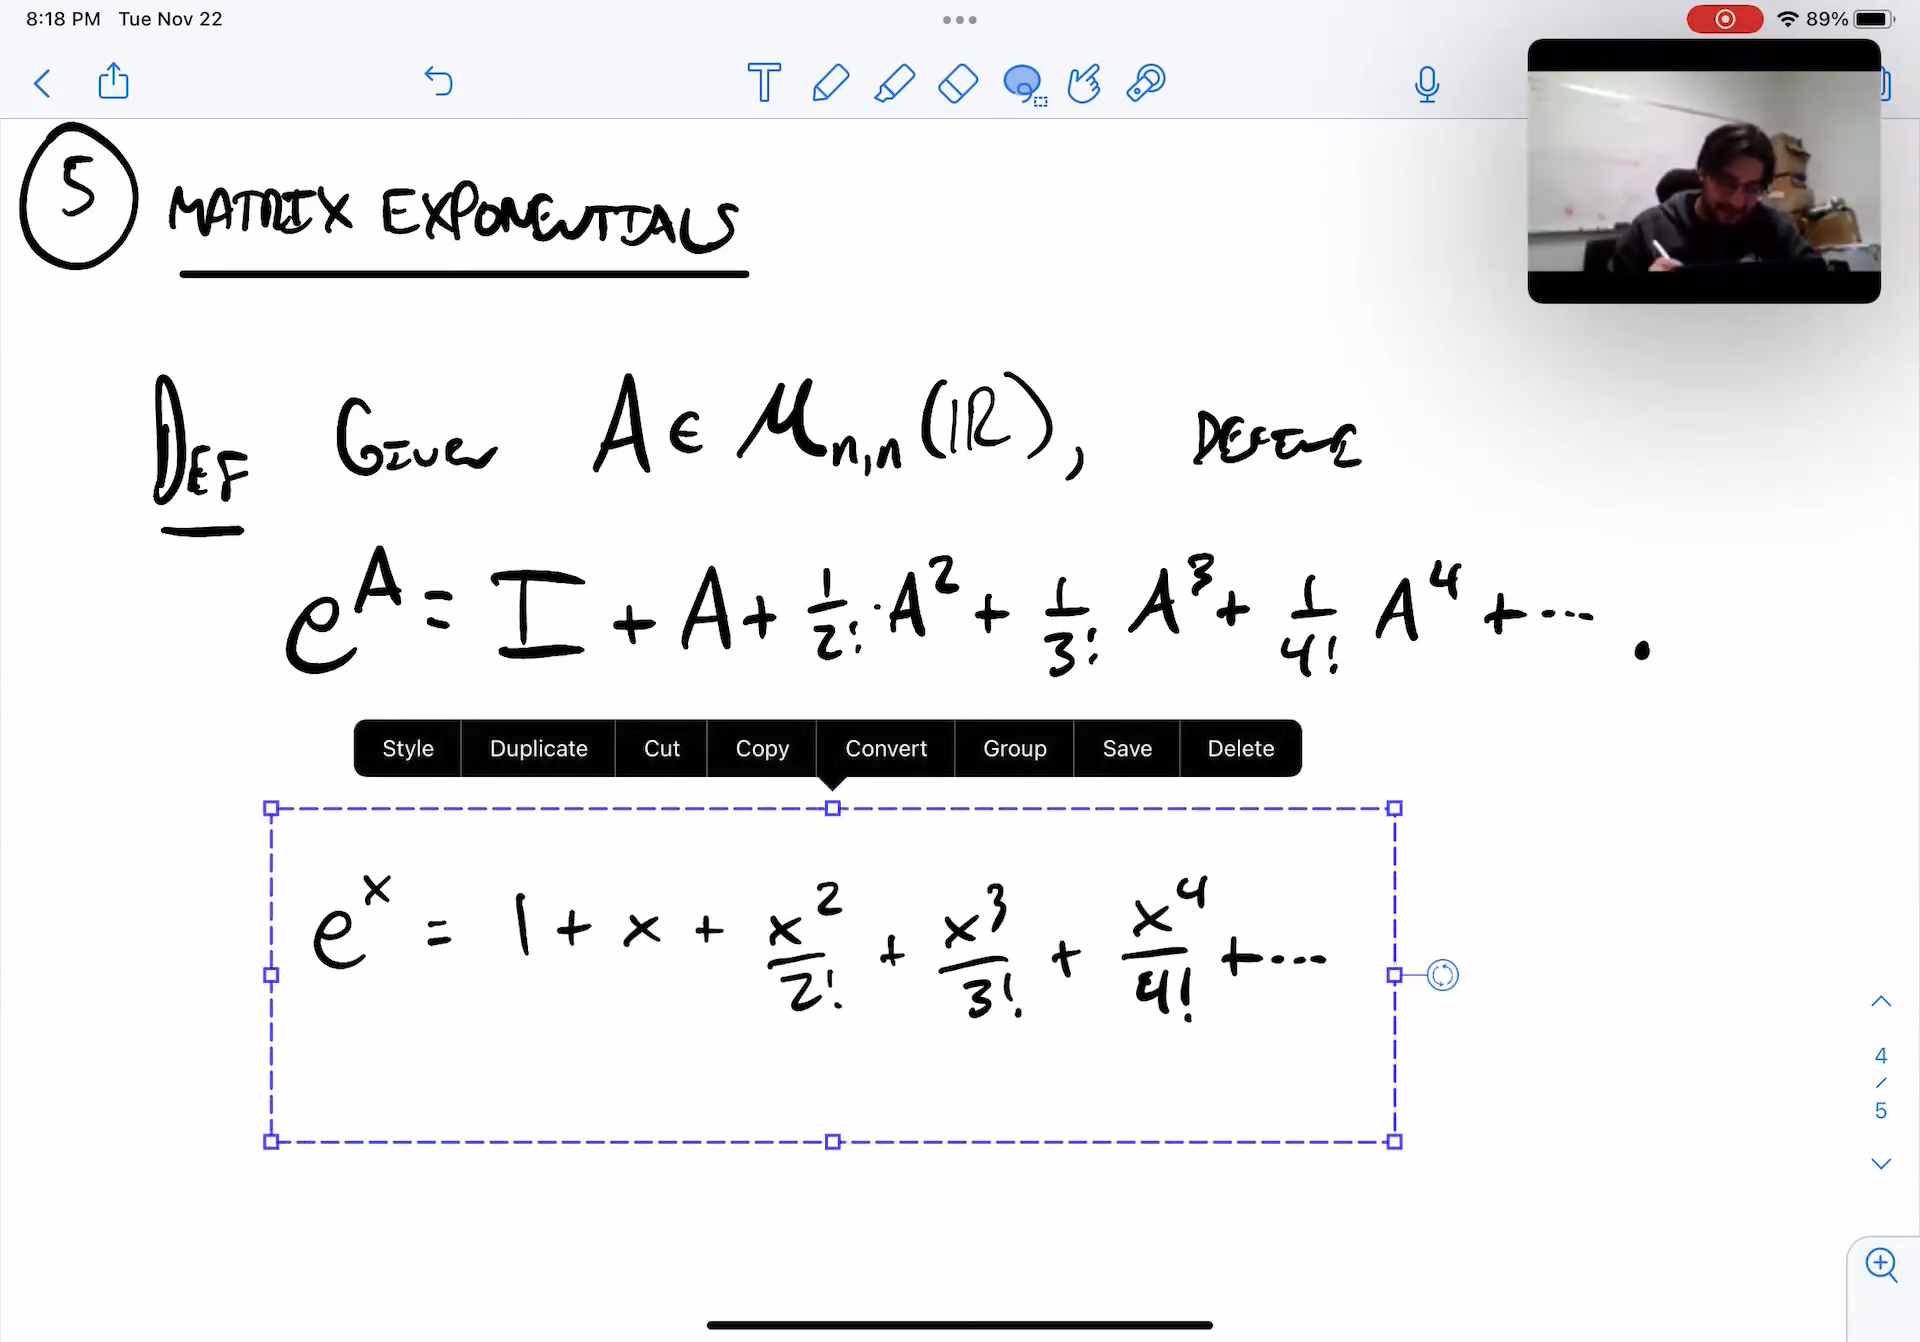 8:18 PM Tue Nov 22
89%
5 MATRIX EXPONENTIALS
DEF GIVEN A ∈ M_{n,n}(ℝ), DEFINE
e^A = I + A + 1/2! · A^2 + 1/3! A^3 + 1/4! A^4 + ⋯ .
Style Duplicate Cut Copy Convert Group Save Delete
e^x = 1 + x + x^2/2! + x^3/3! + x^4/4! + ⋯
4
/
5